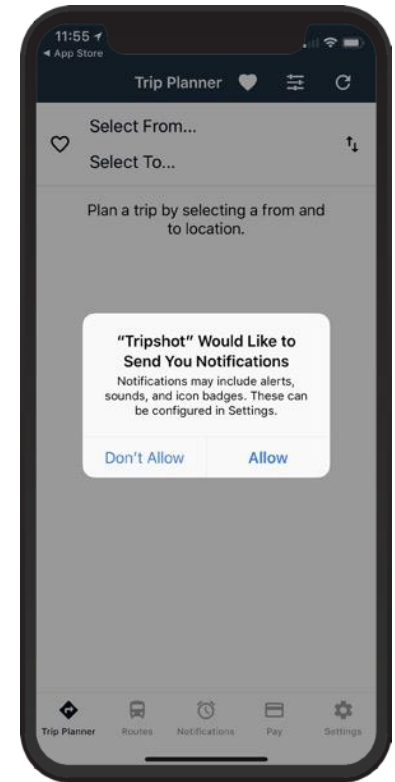 11:55
◀ App Store
Trip Planner
Select From...
Select To...
Plan a trip by selecting a from and
to location.
“Tripshot” Would Like to
Send You Notifications
Notifications may include alerts,
sounds, and icon badges. These can
be configured in Settings.
Don’t Allow Allow
Trip Planner Routes Notifications Pay Settings